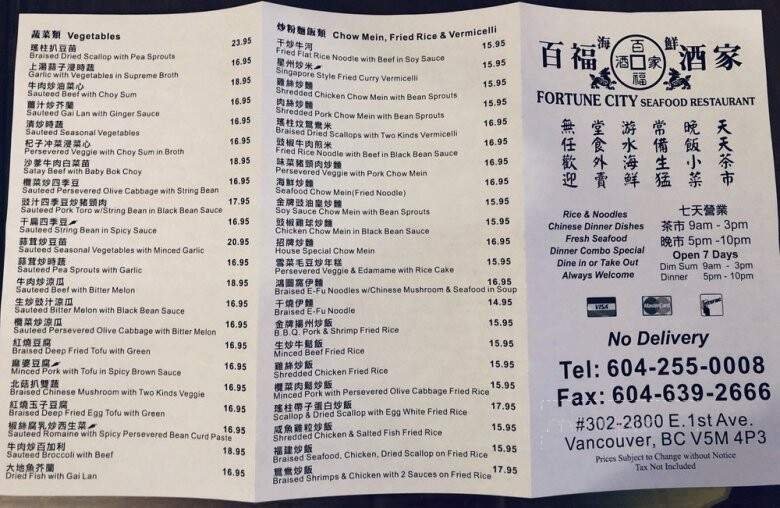 蔬菜類 Vegetables
瑤柱扒豆苗 23.95
Braised Dried Scallop with Pea Sprouts
上湯蒜子浸時蔬 16.95
Garlic with Vegetables in Supreme Broth
牛肉炒油菜心 18.95
Sauteed Beef with Choy Sum
薑汁炒芥蘭 16.95
Sauteed Gai Lan with Ginger Sauce
清炒時蔬 16.95
Sauteed Seasonal Vegetables
杞子冲菜浸菜心 16.95
Perservered Veggie with Choy Sum in Broth
沙爹牛肉白菜苗 18.95
Satay Beef with Baby Bok Choy
欖菜炒四季豆 16.95
Sauteed Persevered Olive Cabbage with String Bean
豉汁四季豆炒豬頸肉 17.95
Sauteed Pork Toro w/String Bean in Black Bean Sauce
干扁四季豆 16.95
Sauteed String Bean in Spicy Sauce
蒜茸炒豆苗 20.95
Sauteed Seasonal Vegetables with Minced Garlic
蒜茸炒時蔬 16.95
Sauteed Pea Sprouts with Garlic
牛肉炒涼瓜 18.95
Sauteed Beef with Bitter Melon
生炒豉汁涼瓜 16.95
Sauteed Bitter Melon with Black Bean Sauce
欖菜炒涼瓜 16.95
Sauteed Olive Persevered Cabbage with Bitter Melon
紅燒豆腐 16.95
Braised Deep Fried Tofu with Green
麻婆豆腐 16.95
Minced Pork with Tofu in Spicy Brown Sauce
北菇扒雙蔬 16.95
Braised Chinese Mushroom with Two Kinds Veggie
紅燒玉子豆腐 16.95
Braised Deep Fried Egg Tofu with Green
椒絲腐乳炒西生菜 16.95
Sauteed Romaine with Spicy Persevered Bean Curd Paste
牛肉炒百加利 18.95
Sauteed Broccoli with Beef
大地魚芥蘭 16.95
Dried Fish with Gai Lan
炒粉麵飯類 Chow Mein, Fried Rice & Vermicelli
干炒牛河 15.95
Fried Flat Rice Noodle with Beef in Soy Sauce
星州炒米 15.95
Singapore Style Fried Curry Vermicelli
雞絲炒麵 15.95
Shredded Chicken Chow Mein with Bean Sprouts
肉絲炒麵 15.95
Shredded Pork Chow Mein with Bean Sprouts
瑤柱炆鴛鴦米 16.95
Braised Dried Scallops with Two Kinds Vermicelli
豉椒牛肉煎米 16.95
Fried Rice Noodle with Beef in Black Bean Sauce
味菜豬頸肉炒麵 16.95
Perservered Veggie with Pork Chow Mein
海鮮炒麵 16.95
Seafood Chow Mein(Fried Noodle)
金牌豉油皇炒麵 15.95
Soy Sauce Chow Mein with Bean Sprouts
豉椒雞球炒麵 15.95
Chicken Chow Mein in Black Bean Sauce
招牌炒麵 16.95
House Special Chow Mein
雪菜毛豆炒年糕 15.95
Perservered Veggie & Edamame with Rice Cake
鴻圖窩伊麵 16.95
Braised E-Fu Noodles w/Chinese Mushroom & Seafood in Soup
干燒伊麵 14.95
Braised E-Fu Noodle
金牌揚州炒飯 15.95
B.B.Q. Pork & Shrimp Fried Rice
生炒牛鬆飯 15.95
Minced Beef Fried Rice
雞絲炒飯 15.95
Shredded Chicken Fried Rice
欖菜肉鬆炒飯 15.95
Minced Pork with Persevered Olive Cabbage Fried Rice
瑤柱帶子蛋白炒飯 17.95
Scallop & Dried Scallop with Egg White Fried Rice
咸魚雞粒炒飯 15.95
Shredded Chicken & Salted Fish Fried Rice
福建炒飯 15.95
Braised Seafood, Chicken, Dried Scallop on Fried Rice
鴛鴦炒飯 17.95
Braised Shrimps & Chicken with 2 Sauces on Fried Rice
百福海鮮酒家
百福酒家
FORTUNE CITY SEAFOOD RESTAURANT
天天茶市
晚飯小菜
常備生猛
游水海鮮
堂食外賣
無任歡迎
Rice & Noodles
Chinese Dinner Dishes
Fresh Seafood
Dinner Combo Special
Dine in or Take Out
Always Welcome
七天營業
茶市 9am - 3pm
晚市 5pm -10pm
Open 7 Days
Dim Sum 9am - 3pm
Dinner 5pm - 10pm
VISA
MasterCard
No Delivery
Tel: 604-255-0008
Fax: 604-639-2666
#302-2800 E.1st Ave.
Vancouver, BC V5M 4P3
Prices Subject to Change without Notice
Tax Not Included